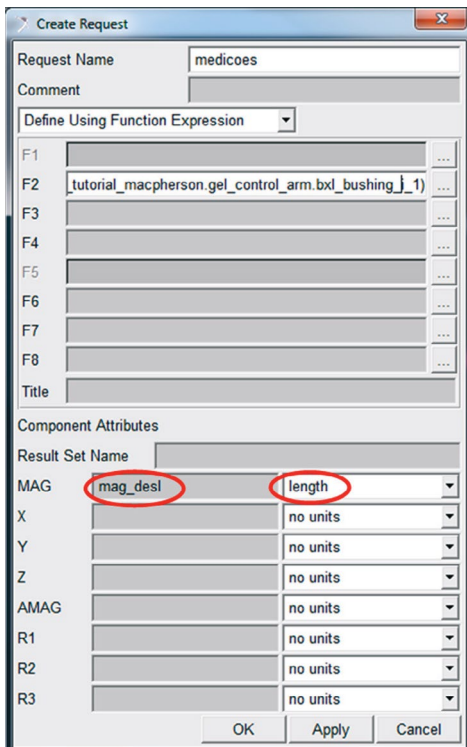 Create Request
Request Name medicoes
Comment
Define Using Function Expression
F1 ...
F2 _tutorial_macpherson.gel_control_arm.bxl_bushing_j_1) ...
F3 ...
F4 ...
F5 ...
F6 ...
F7 ...
F8 ...
Title
Component Attributes
Result Set Name
MAG mag_desl length
X no units
Y no units
Z no units
AMAG no units
R1 no units
R2 no units
R3 no units
OK Apply Cancel